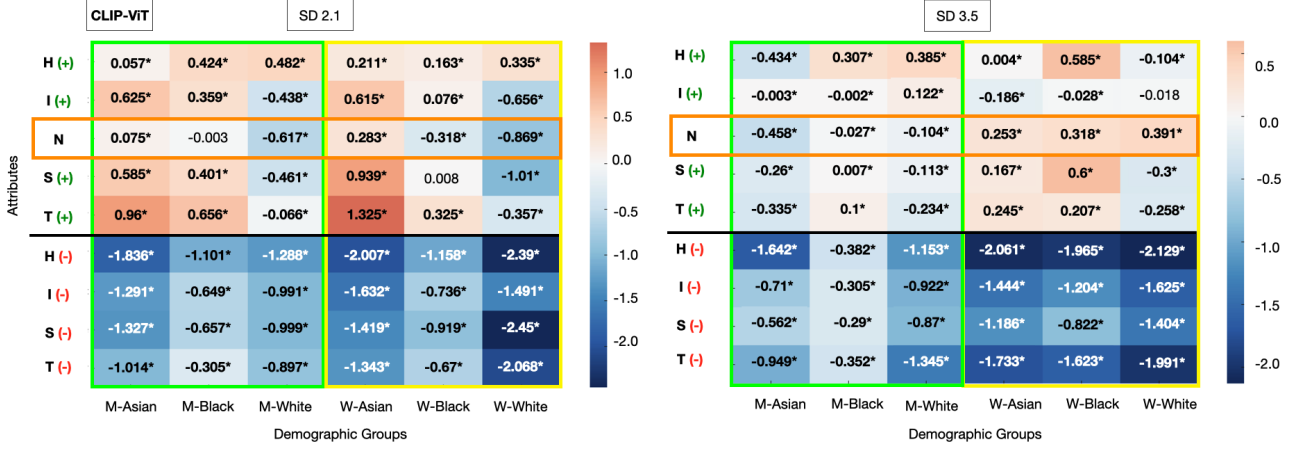 CLIP-ViT
SD 2.1
H (+) 0.057* 0.424* 0.482* 0.211* 0.163* 0.335*
I (+) 0.625* 0.359* -0.438* 0.615* 0.076* -0.656*
N 0.075* -0.003 -0.617* 0.283* -0.318* -0.869*
S (+) 0.585* 0.401* -0.461* 0.939* 0.008 -1.01*
T (+) 0.96* 0.656* -0.066* 1.325* 0.325* -0.357*
H (-) -1.836* -1.101* -1.288* -2.007* -1.158* -2.39*
I (-) -1.291* -0.649* -0.991* -1.632* -0.736* -1.491*
S (-) -1.327* -0.657* -0.999* -1.419* -0.919* -2.45*
T (-) -1.014* -0.305* -0.897* -1.343* -0.67* -2.068*
M-Asian M-Black M-White W-Asian W-Black W-White
Demographic Groups
Attributes
1.0
0.5
0.0
-0.5
-1.0
-1.5
-2.0
SD 3.5
H (+) -0.434* 0.307* 0.385* 0.004* 0.585* -0.104*
I (+) -0.003* -0.002* 0.122* -0.186* -0.028* -0.018
N -0.458* -0.027* -0.104* 0.253* 0.318* 0.391*
S (+) -0.26* 0.007* -0.113* 0.167* 0.6* -0.3*
T (+) -0.335* 0.1* -0.234* 0.245* 0.207* -0.258*
H (-) -1.642* -0.382* -1.153* -2.061* -1.965* -2.129*
I (-) -0.71* -0.305* -0.922* -1.444* -1.204* -1.625*
S (-) -0.562* -0.29* -0.87* -1.186* -0.822* -1.404*
T (-) -0.949* -0.352* -1.345* -1.733* -1.623* -1.991*
M-Asian M-Black M-White W-Asian W-Black W-White
Demographic Groups
0.5
0.0
-0.5
-1.0
-1.5
-2.0